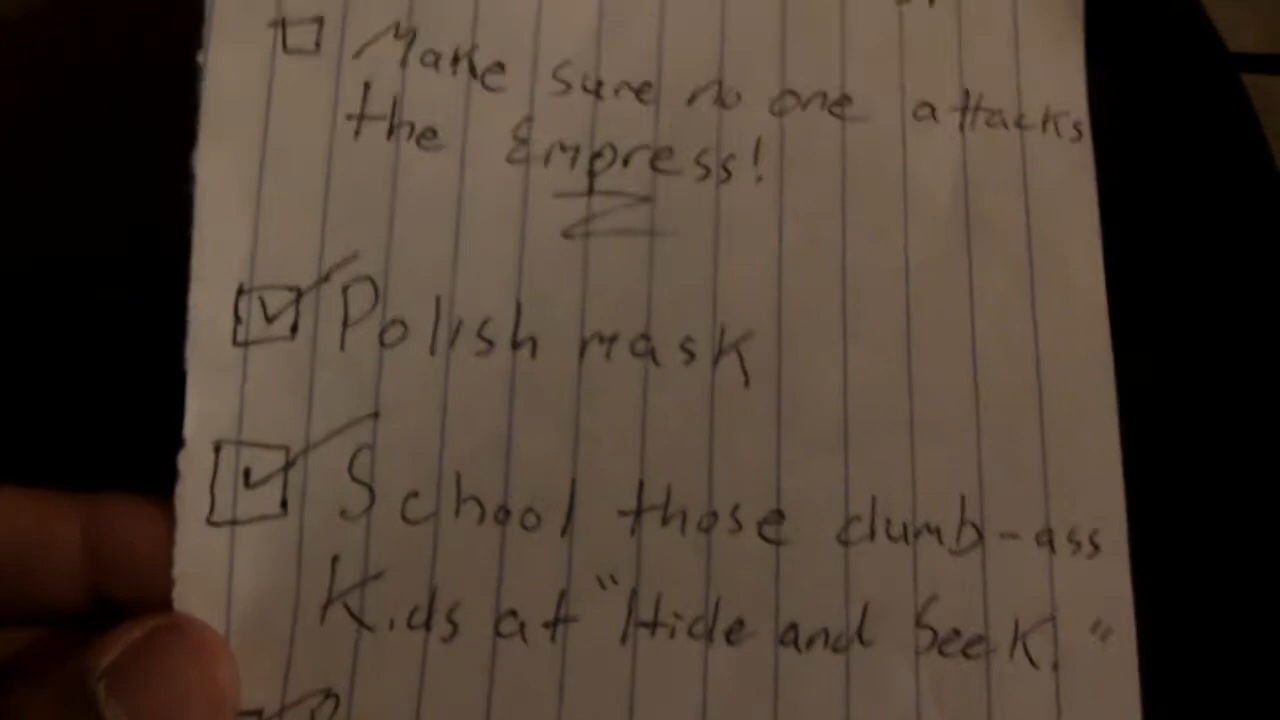 Make sure no one attacks
the Empress!
Polish mask
School those dumb-ass
Kids at "Hide and Seek."